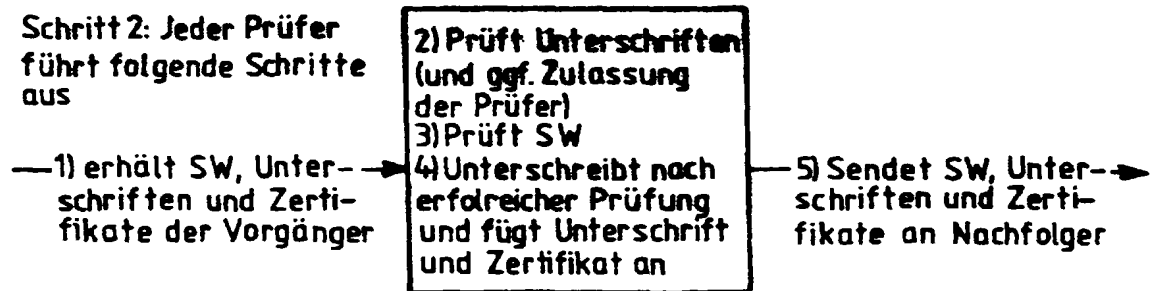 Schritt 2: Jeder Prüfer
führt folgende Schritte
aus
1) erhält SW, Unter-
schriften und Zerti-
fikate der Vorgänger
2) Prüft Unterschriften
(und ggf. Zulassung
der Prüfer)
3) Prüft SW
4) Unterschreibt nach
erfolreicher Prüfung
und fügt Unterschrift
und Zertifikat an
5) Sendet SW, Unter-
schriften und Zerti-
fikate an Nachfolger